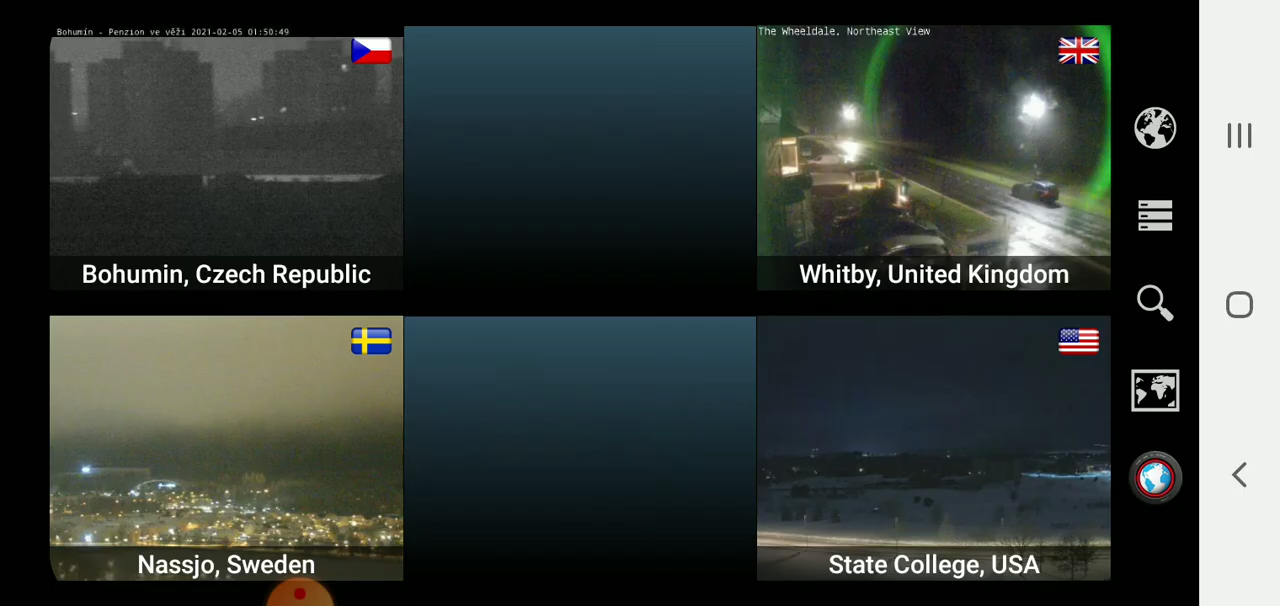 Bohumín - Penzion ve věži 2021-02-05 01:50:49
Bohumin, Czech Republic
The Wheeldale, Northeast View
Whitby, United Kingdom
Nassjo, Sweden
State College, USA